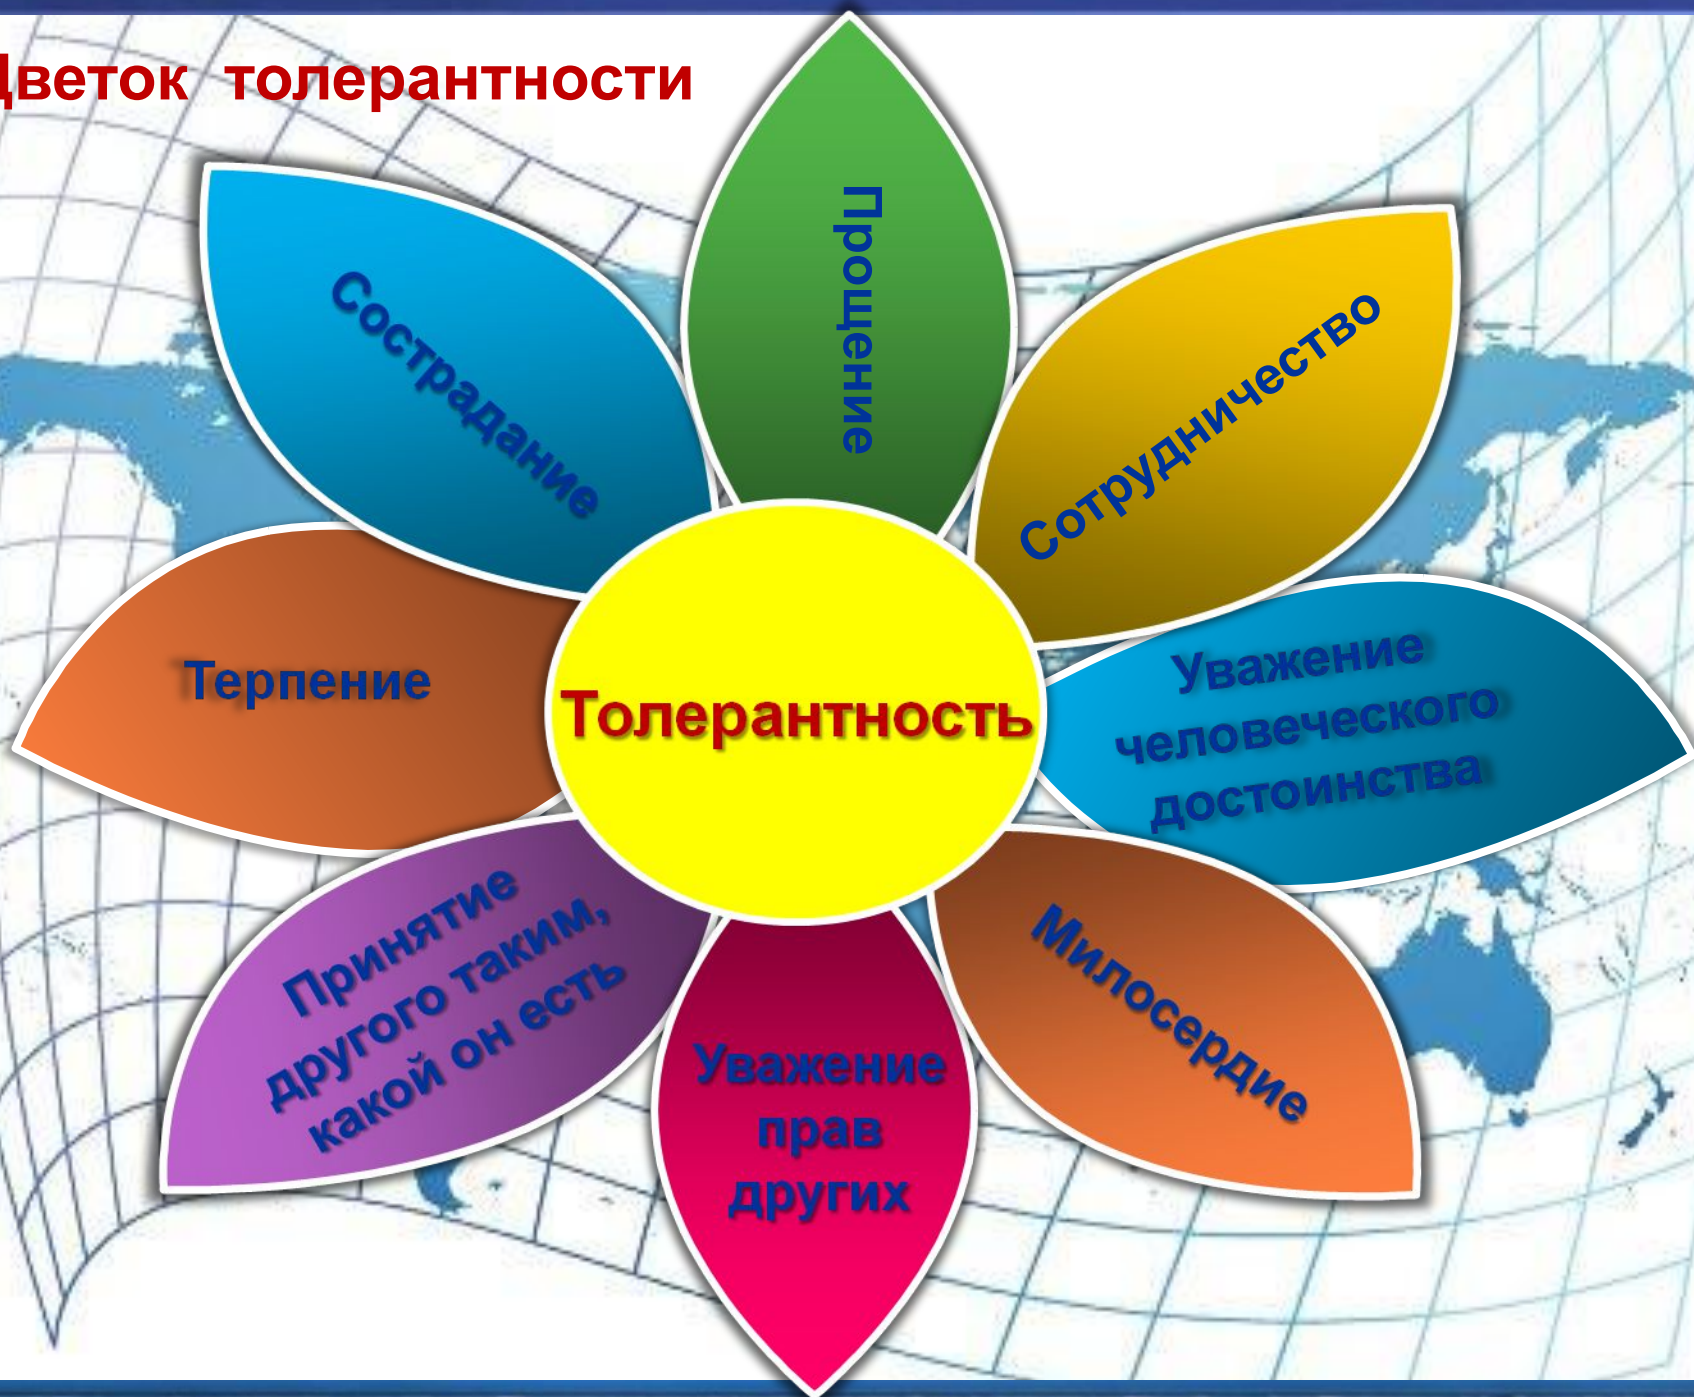 Цветок толерантности
Прощение
Сотрудничество
Уважение
человеческого
достоинства
Милосердие
Уважение
прав
других
Принятие
другого таким,
какой он есть
Терпение
Сострадание
Толерантность